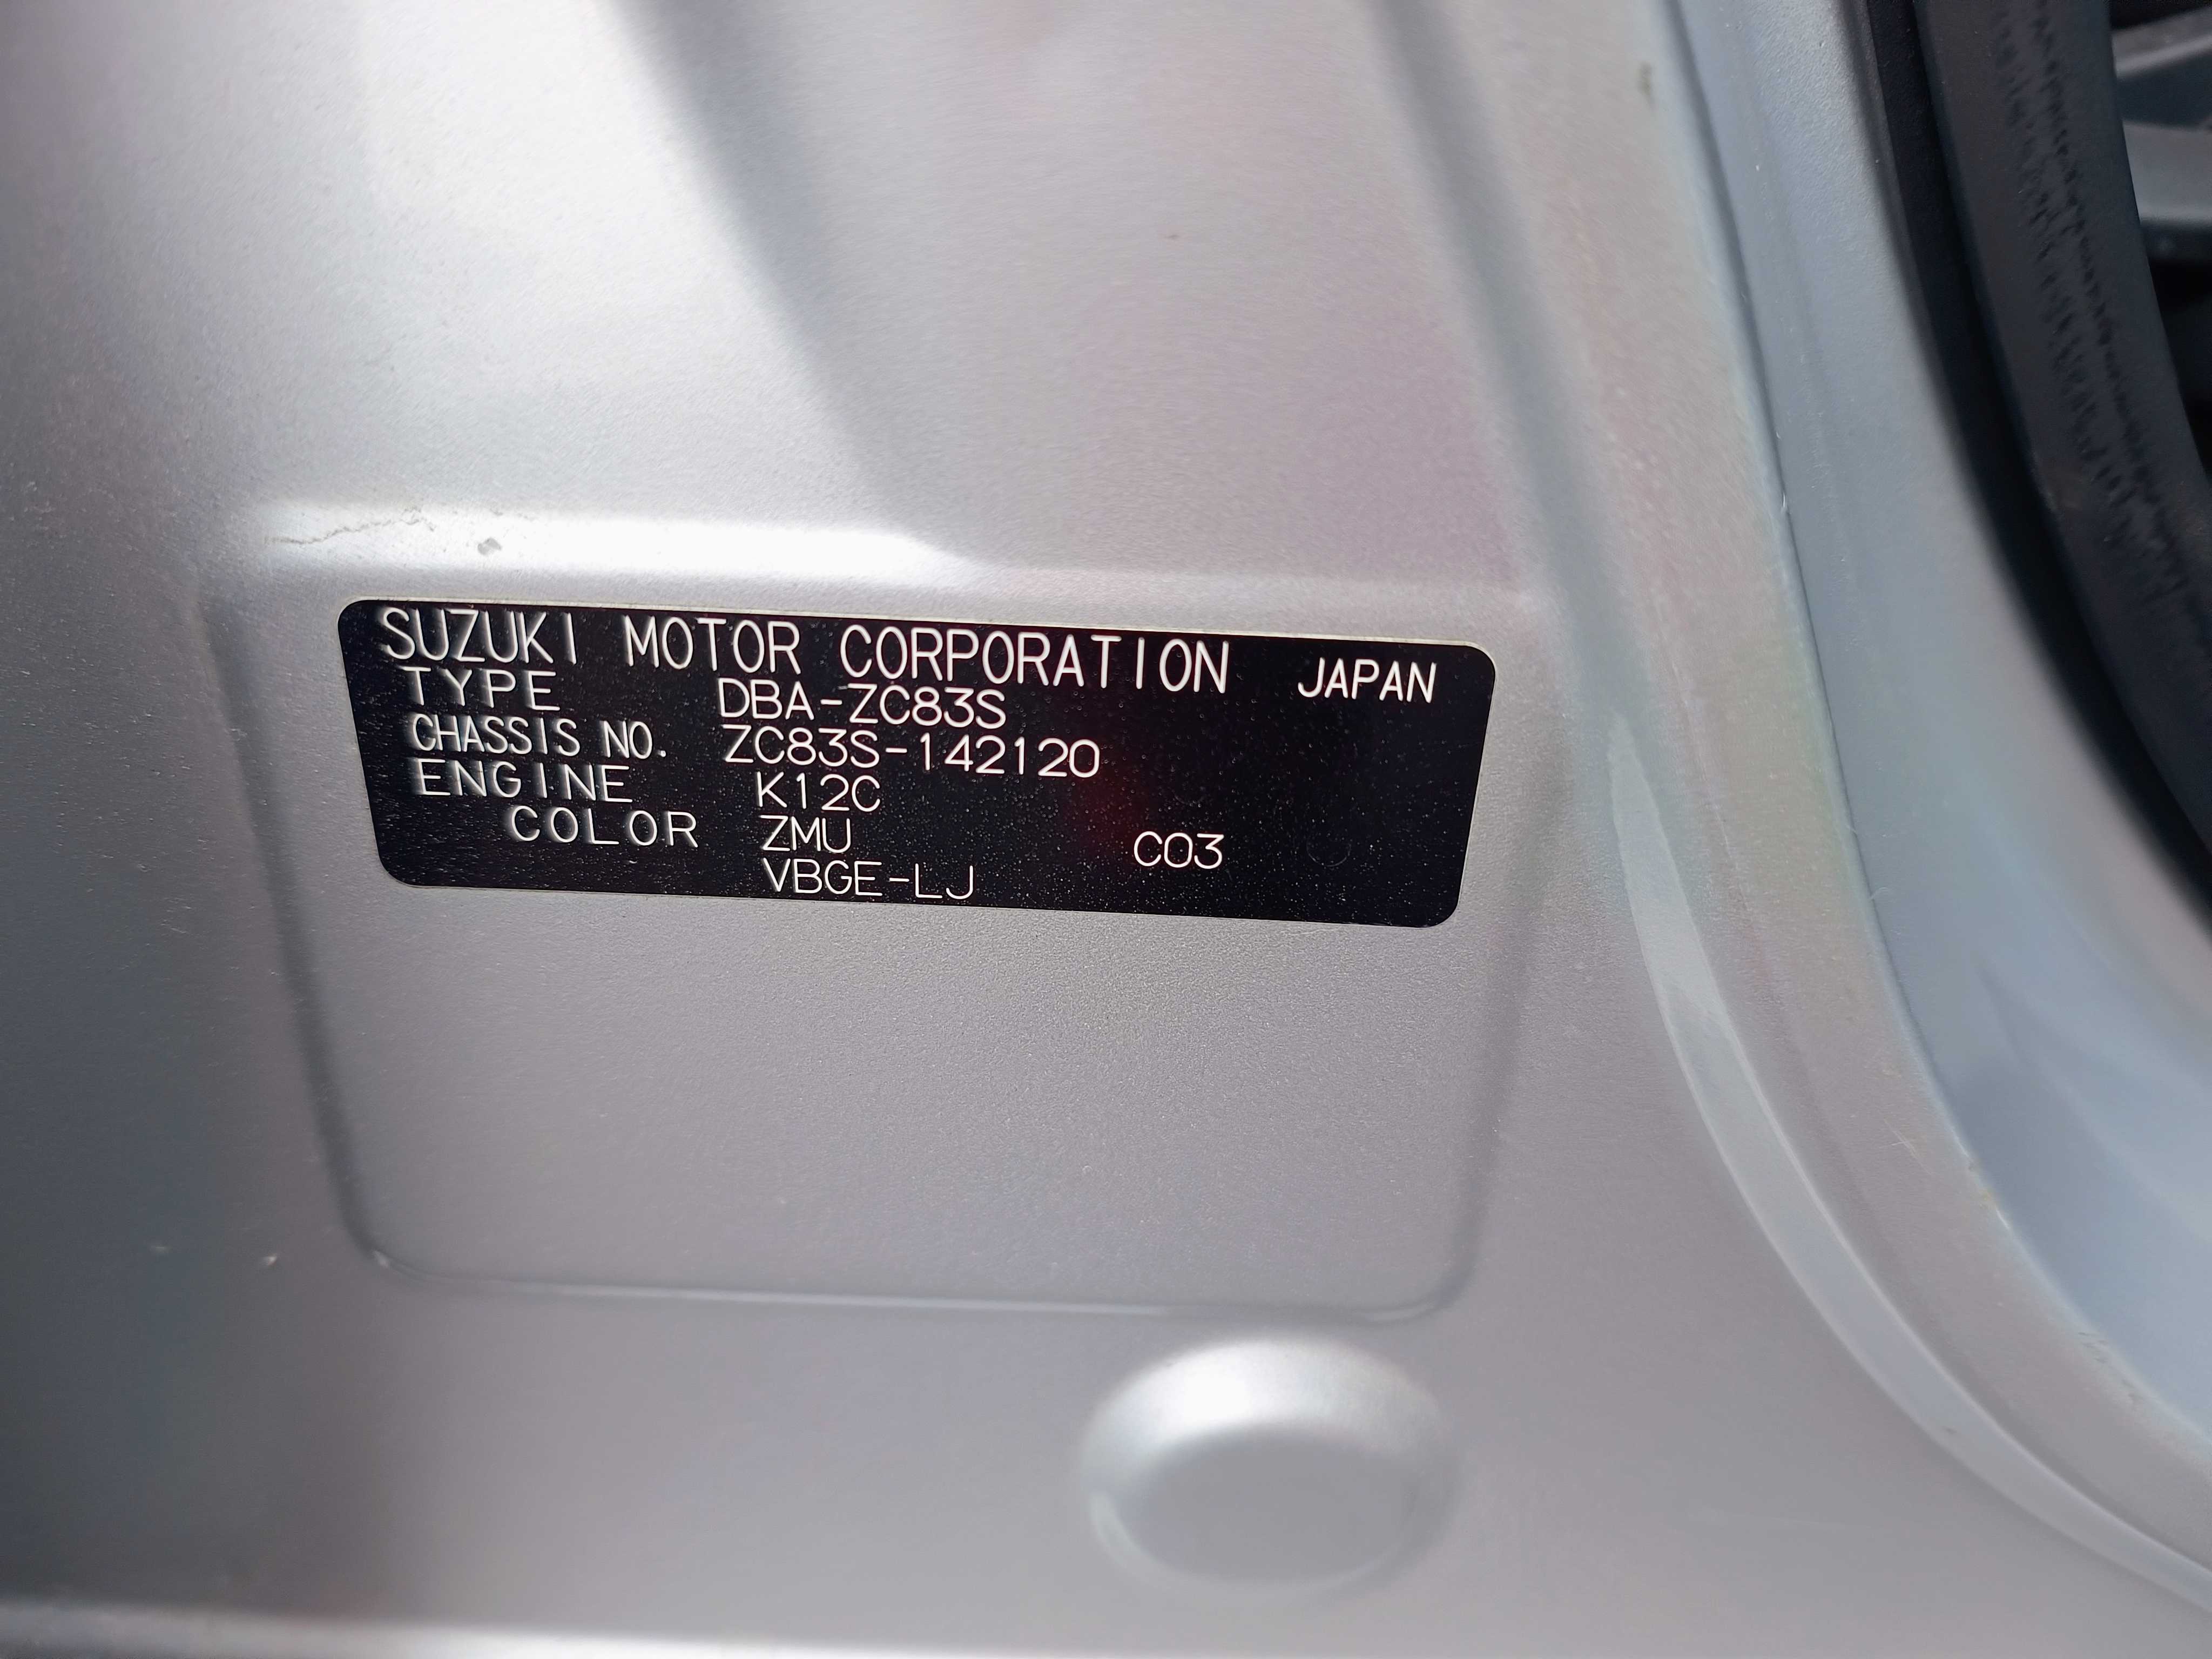 SUZUKI MOTOR CORPORATION JAPAN
TYPE DBA-ZC83S
CHASSIS NO. ZC83S-142120
ENGINE K12C
COLOR ZMU C03
VBGE-LJ